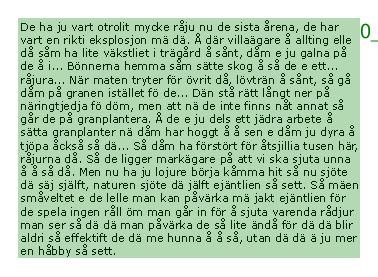 De ha ju vart otrolit mycke råju nu de sista årena, de har
vart en rikti eksplosjon må då. Å där villaägare å allting elle
då såm ha lite väkstliet i trägård å sånt, dåm e ju galna på
de å i... Bönnerna hemma såm sätte skog å så de e ett...
råjura... När maten tryter för övrit då, lövträn å sånt, så gå
dåm på granen istället fö de... Dän stå rätt långt ner på
näringtjedja fö döm, men att nä de inte finns nåt annat så
går de på granplantera. Å de e ju dels ett jädra arbete å
sätta granplanter nä dåm har hoggt å å sen e dåm ju dyra å
tjöpa åckså så dä... Så dåm ha förstört för åtsjillia tusen här,
råjurna då. Så de ligger markägare på att vi ska sjuta unna
å å så då. Men nu ha ju lojure börja kåmma hit så nu sjöte
dä säj själft, naturen sjöte dä jälft ejäntlien så sett. Så mäen
småveltet e de lelle man kan påvärka mä jakt ejäntlien för
de spela ingen råll öm man går in för å sjuta varenda rådjur
man ser så dä dä man påvärka de så lite ändå för dä dä blir
aldri så effektift de dä me hunna å å så, utan dä dä ä ju mer
en håbby så sett.
0_